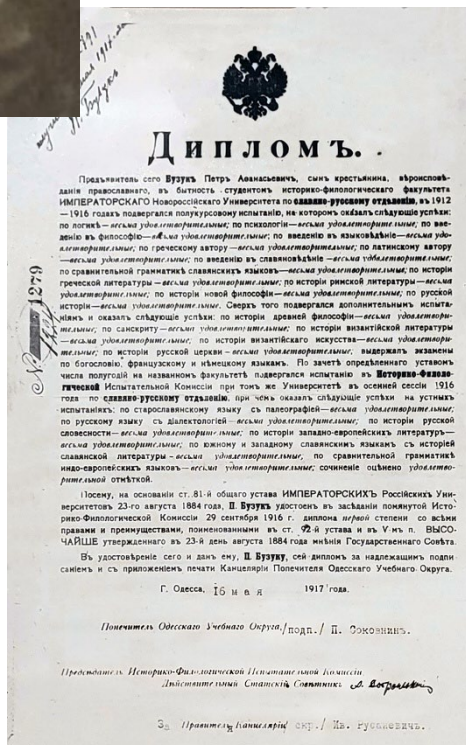 Дипломъ.
Предъявитель сего Бузукъ Петръ Аѳанасьевичъ, сынъ крестьянина, вѣроиспо-
вѣданія православнаго, въ бытность студентомъ историко-филологическаго факультета
ИМПЕРАТОРСКАГО Новороссійскаго Университета по славяно-русскому отдѣленію, въ 1912
—1916 годахъ подвергался полукурсовому испытанію, на которомъ оказалъ слѣдующіе успѣхи:
по логикѣ—весьма удовлетворительные; по психологіи—весьма удовлетворительные; по введе-
нію въ философію—весьма удовлетворительные; по введенію въ языковѣдѣніе—весьма удо-
влетворительные; по греческому автору—весьма удовлетворительные; по латинскому автору
—весьма удовлетворительные; по введенію въ славяновѣдѣніе—весьма удовлетворительные;
по сравнительной грамматикѣ славянскихъ языковъ—весьма удовлетворительные; по исторіи
греческой литературы—весьма удовлетворительные; по исторіи римской литературы—весьма
удовлетворительные; по исторіи новой философіи—весьма удовлетворительные; по русской
исторіи—весьма удовлетворительные. Сверхъ того подвергался дополнительнымъ испыта-
ніямъ и оказалъ слѣдующіе успѣхи: по исторіи древней философіи—весьма удовлетвори-
тельные; по санскриту—весьма удовлетворительные; по исторіи византійской литературы
—весьма удовлетворительные; по исторіи византійскаго искусства—весьма удовлетвори-
тельные; по исторіи русской церкви—весьма удовлетворительные, выдержалъ экзамены
по богословію, французскому и нѣмецкому языкамъ. По зачетѣ опредѣленнаго уставомъ
числа полугодій на названномъ факультетѣ подвергался испытанію въ Историко-Филоло-
гической Испытательной Комиссіи при томъ же Университетѣ въ осенней сессіи 1916
года по славяно-русскому отдѣленію, при чемъ оказалъ слѣдующіе успѣхи на устныхъ
испытаніяхъ: по старославянскому языку съ палеографіей—весьма удовлетворительные;
по русскому языку съ діалектологіей—весьма удовлетворительные; по исторіи русской
словесности—весьма удовлетворительные; по исторіи западно-европейскихъ литературъ—
весьма удовлетворительные; по южному и западному славянскимъ языкамъ съ исторіей
славянской литературы—весьма удовлетворительные; по сравнительной грамматикѣ
индо-европейскихъ языковъ—весьма удовлетворительные; сочиненіе оцѣнено удовлетво-
рительной отмѣткой.
Посему, на основаніи ст. 81-й общаго устава ИМПЕРАТОРСКИХЪ Россійскихъ Уни-
верситетовъ 23-го августа 1884 года, П. Бузукъ удостоенъ въ засѣданіи помянутой Исто-
рико-Филологической Комиссіи 29 сентября 1916 г. диплома первой степени со всѣми
правами и преимуществами, поименованными въ ст. 92-й устава и въ V-мъ п. ВЫСО-
ЧАЙШЕ утвержденнаго въ 23-й день августа 1884 года мнѣнія Государственнаго Совѣта.
Въ удостовѣреніе сего и данъ ему, П. Бузуку, сей дипломъ за надлежащимъ подпи
саніемъ и съ приложеніемъ печати Канцеляріи Попечителя Одесскаго Учебнаго Округа.
Г. Одесса, 16 мая 1917 года.
Попечитель Одесскаго Учебнаго Округа,/подп./ П. Соковнинъ.
Предсѣдатель Историко-Филологической Испытательной Комиссіи
Дѣйствительный Статскій Совѣтникъ
За Правителя Канцеляріи скр./ Ив. Руськевичъ.
№ 1279